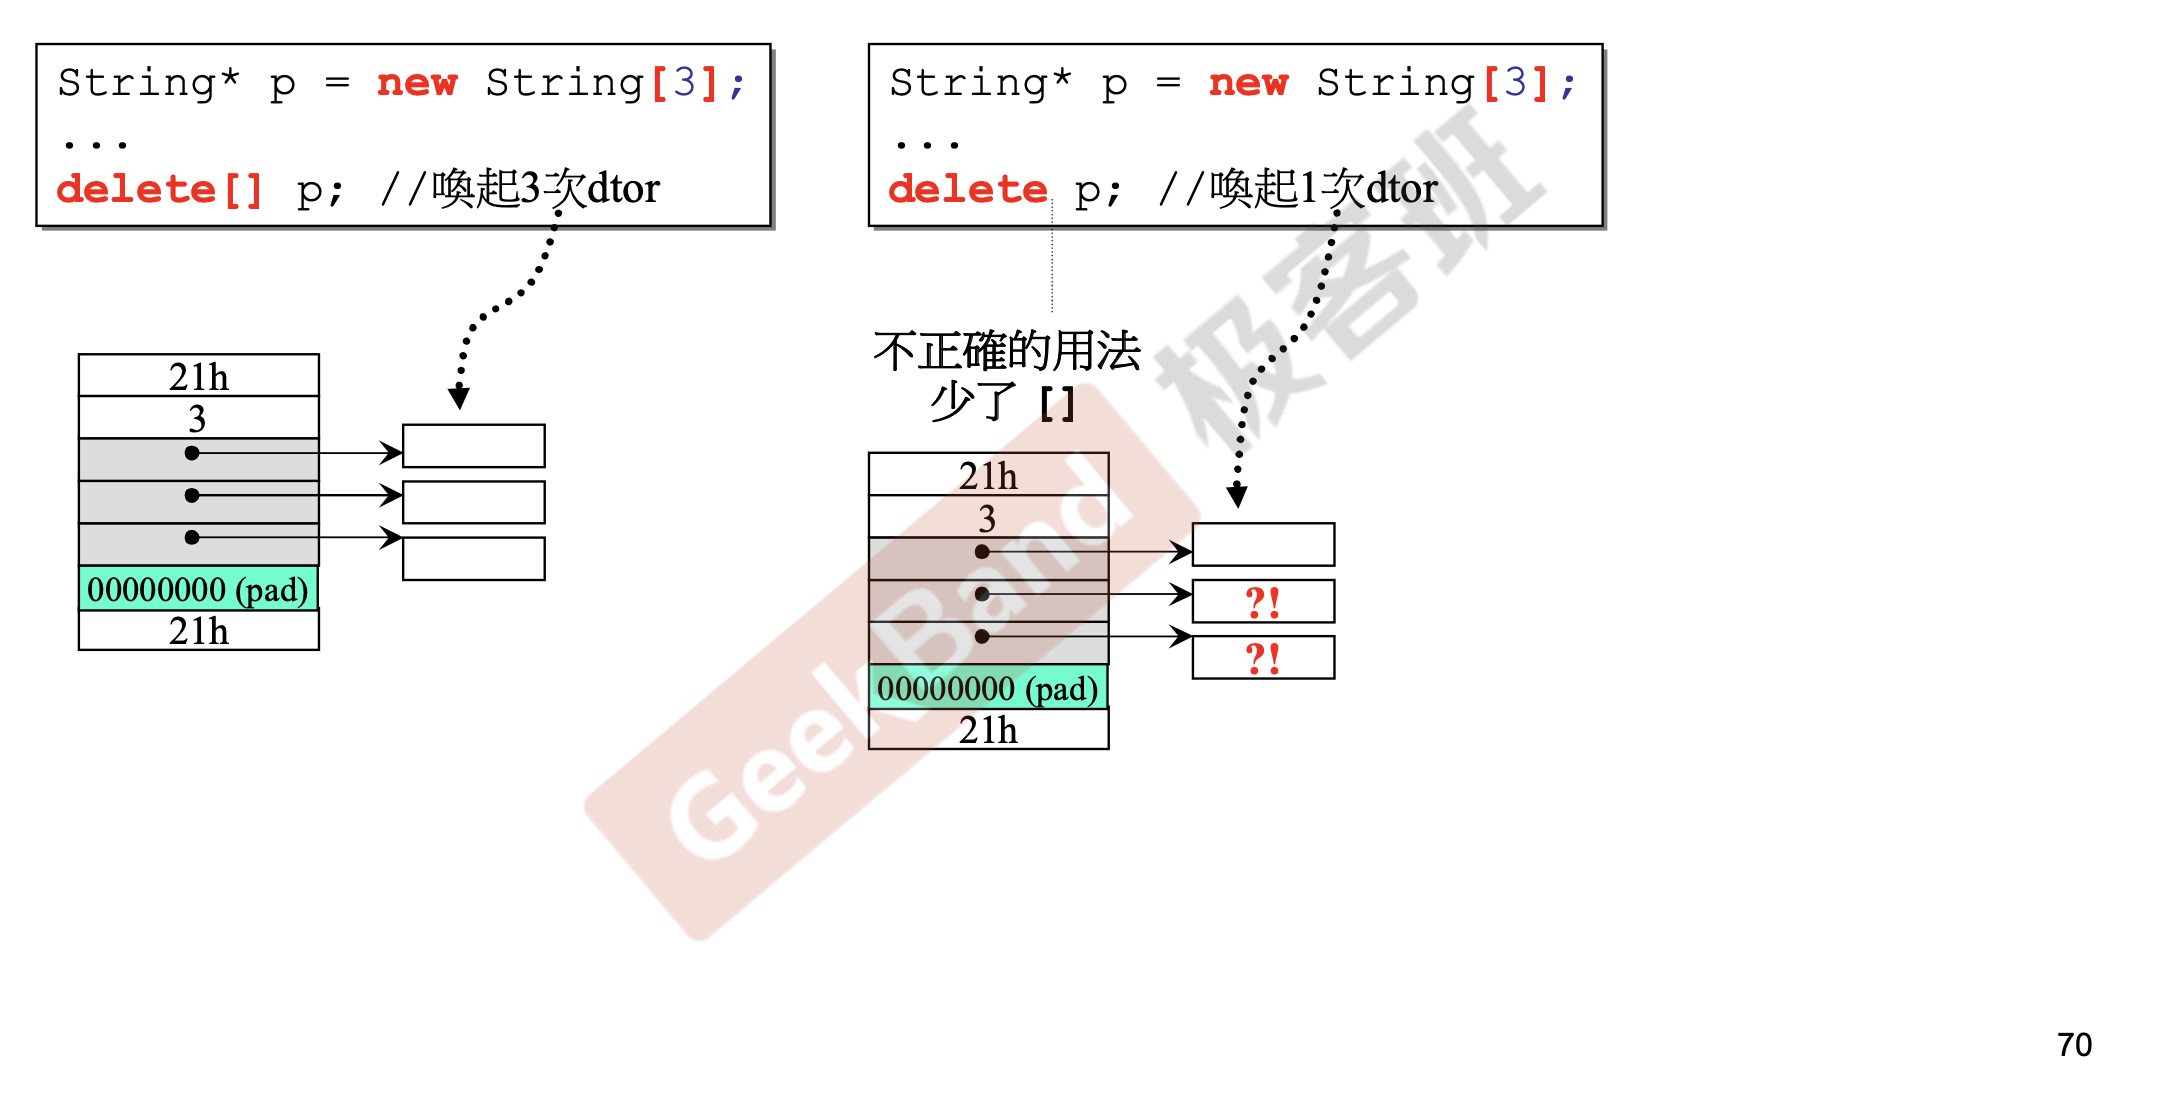 String* p = new String[3];
...
delete[] p; //喚起3次dtor
21h
3
00000000 (pad)
21h
String* p = new String[3];
...
delete p; //喚起1次dtor
不正確的用法
少了 []
21h
3
?!
?!
00000000 (pad)
21h
GeekBand 极客班
70